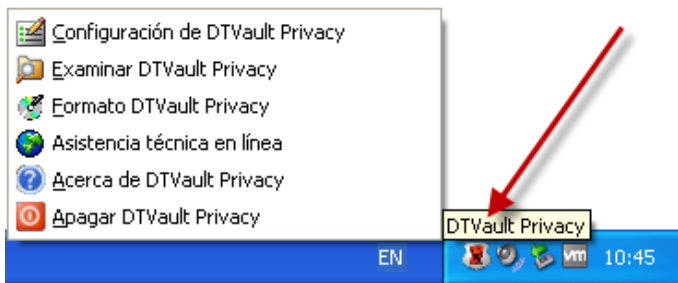 Configuración de DTVault Privacy
Examinar DTVault Privacy
Formato DTVault Privacy
Asistencia técnica en línea
Acerca de DTVault Privacy
Apagar DTVault Privacy
DTVault Privacy
EN
vm
10:45